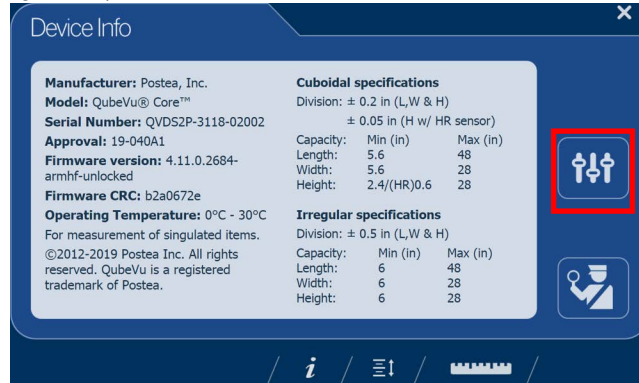 Device Info
Manufacturer: Postea, Inc.
Model: QubeVu® Core™
Serial Number: QVDS2P-3118-02002
Approval: 19-040A1
Firmware version: 4.11.0.2684-
armhf-unlocked
Firmware CRC: b2a0672e
Operating Temperature: 0ºC - 30ºC
For measurement of singulated items.
©2012-2019 Postea Inc. All rights
reserved. QubeVu is a registered
trademark of Postea.
Cuboidal specifications
Division: ± 0.2 in (L,W & H)
± 0.05 in (H w/ HR sensor)
Capacity: Min (in) Max (in)
Length: 5.6 48
Width: 5.6 28
Height: 2.4/(HR)0.6 28
Irregular specifications
Division: ± 0.5 in (L,W & H)
Capacity: Min (in) Max (in)
Length: 6 48
Width: 6 28
Height: 6 28